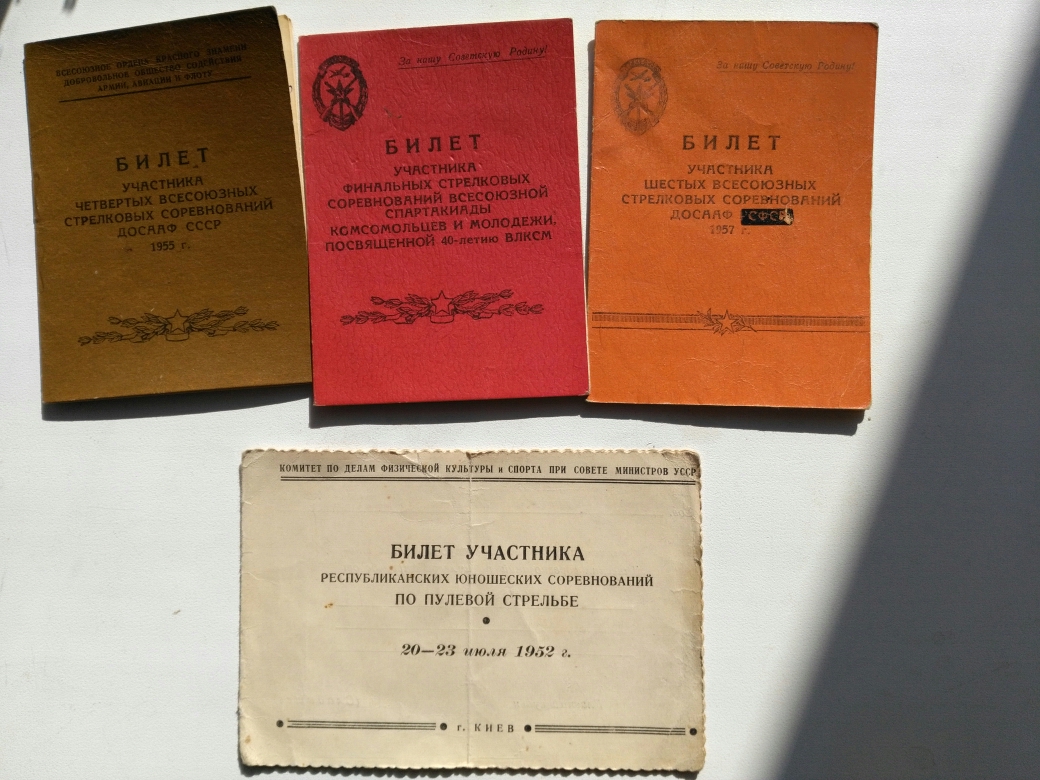 ВСЕСОЮЗНОЕ ОРДЕНА КРАСНОГО ЗНАМЕНИ
ДОБРОВОЛЬНОЕ ОБЩЕСТВО СОДЕЙСТВИЯ
АРМИИ, АВИАЦИИ И ФЛОТУ
БИЛЕТ
УЧАСТНИКА
ЧЕТВЕРТЫХ ВСЕСОЮЗНЫХ
СТРЕЛКОВЫХ СОРЕВНОВАНИЙ
ДОСААФ СССР
1955 г.
За нашу Советскую Родину!
БИЛЕТ
УЧАСТНИКА
ФИНАЛЬНЫХ СТРЕЛКОВЫХ
СОРЕВНОВАНИЙ ВСЕСОЮЗНОЙ
СПАРТАКИАДЫ
КОМСОМОЛЬЦЕВ И МОЛОДЕЖИ,
ПОСВЯЩЕННОЙ 40-летию ВЛКСМ
За нашу Советскую Родину!
БИЛЕТ
УЧАСТНИКА
ШЕСТЫХ ВСЕСОЮЗНЫХ
СТРЕЛКОВЫХ СОРЕВНОВАНИЙ
ДОСААФ РСФСР
1957 г.
КОМИТЕТ ПО ДЕЛАМ ФИЗИЧЕСКОЙ КУЛЬТУРЫ и СПОРТА ПРИ СОВЕТЕ МИНИСТРОВ УССР
БИЛЕТ УЧАСТНИКА
РЕСПУБЛИКАНСКИХ ЮНОШЕСКИХ СОРЕВНОВАНИЙ
ПО ПУЛЕВОЙ СТРЕЛЬБЕ
20—23 июля 1952 г.
г. КИЕВ